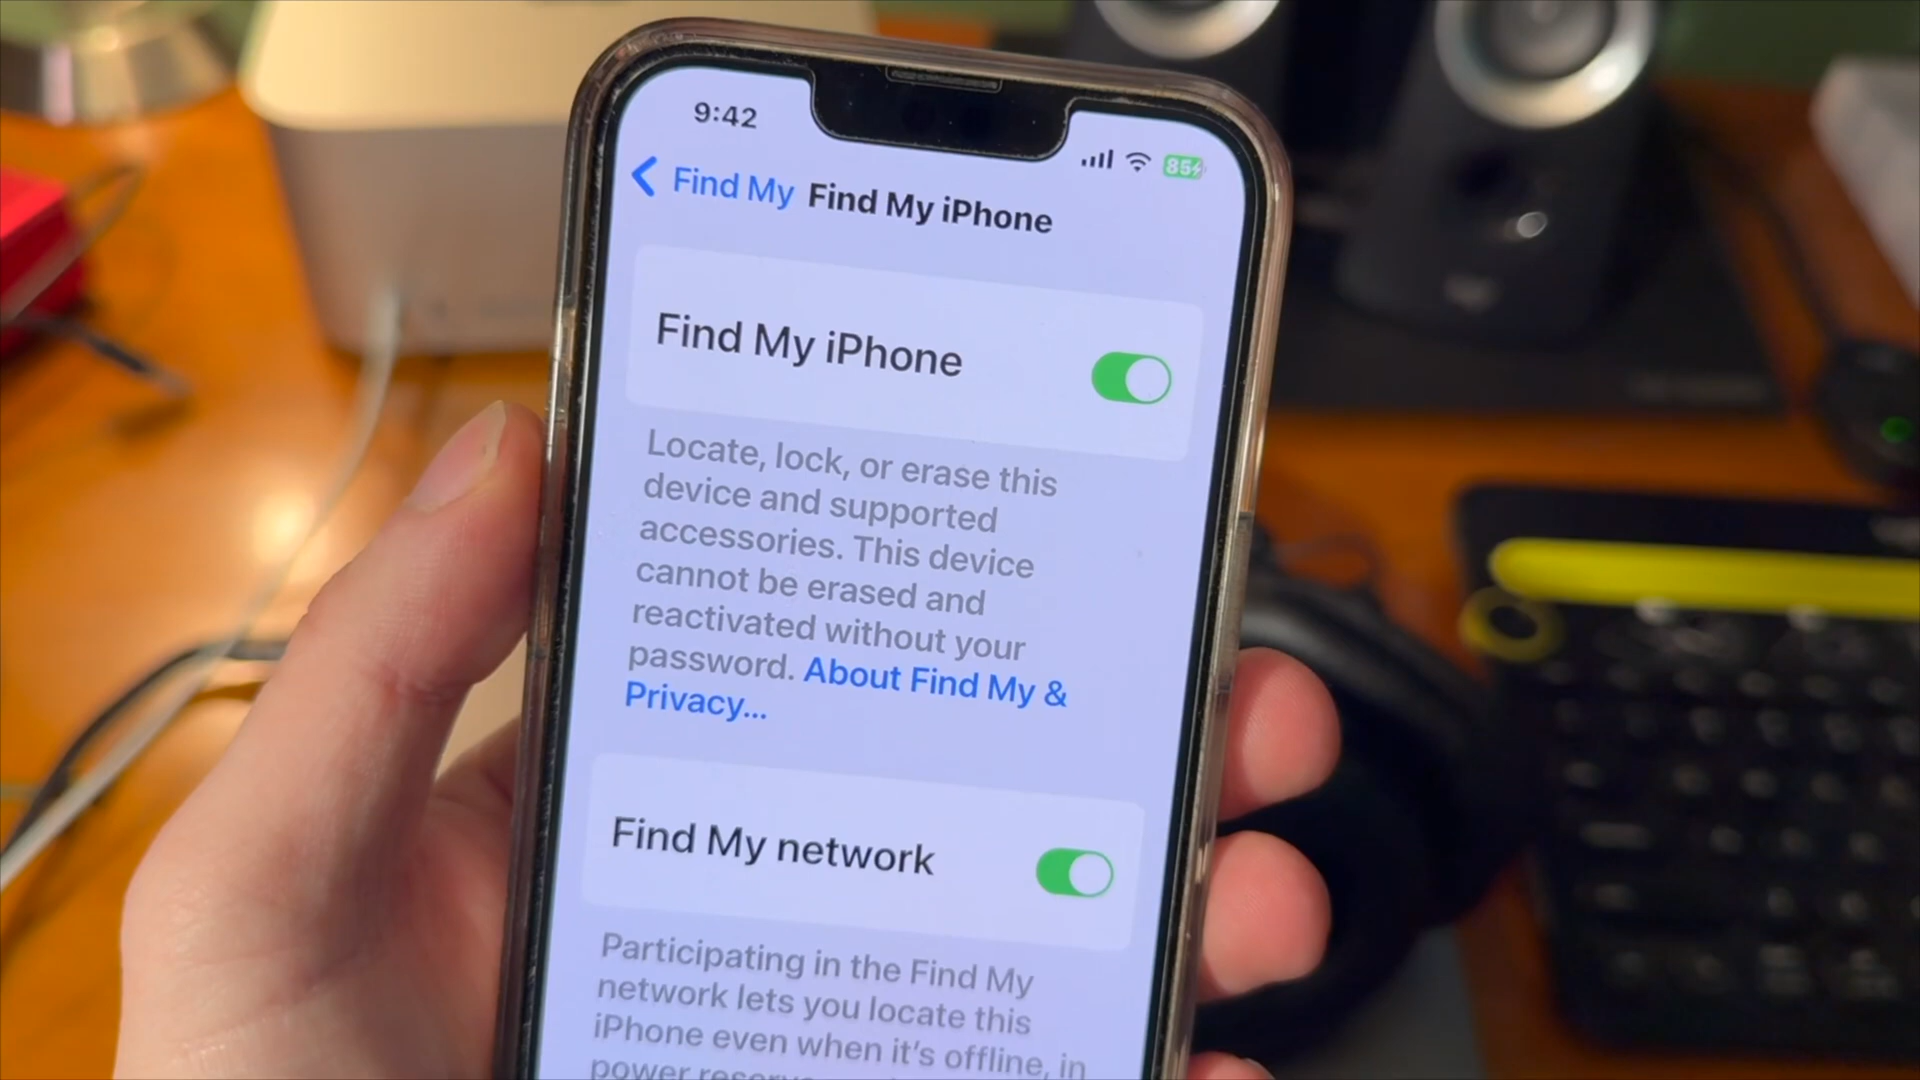 9:42
85
Find My Find My iPhone
Find My iPhone
Locate, lock, or erase this
device and supported
accessories. This device
cannot be erased and
reactivated without your
password. About Find My &
Privacy...
Find My network
Participating in the Find My
network lets you locate this
iPhone even when it's offline, in
power